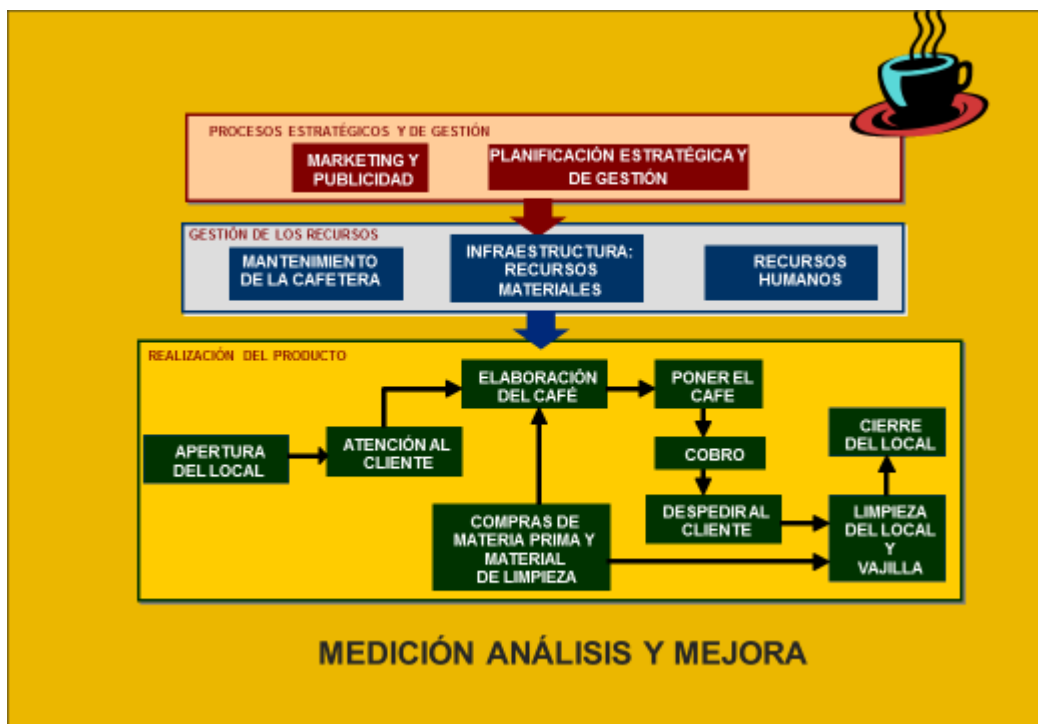 PROCESOS ESTRATÉGICOS Y DE GESTIÓN
MARKETING Y
PUBLICIDAD
PLANIFICACIÓN ESTRATÉGICA Y
DE GESTIÓN
GESTIÓN DE LOS RECURSOS
MANTENIMIENTO
DE LA CAFETERA
INFRAESTRUCTURA:
RECURSOS
MATERIALES
RECURSOS
HUMANOS
REALIZACIÓN DEL PRODUCTO
APERTURA
DEL LOCAL
ATENCIÓN AL
CLIENTE
ELABORACIÓN
DEL CAFÉ
PONER EL
CAFE
COBRO
DESPEDIR AL
CLIENTE
COMPRAS DE
MATERIA PRIMA Y
MATERIAL
DE LIMPIEZA
LIMPIEZA
DEL LOCAL
Y
VAJILLA
CIERRE
DEL LOCAL
MEDICIÓN ANÁLISIS Y MEJORA